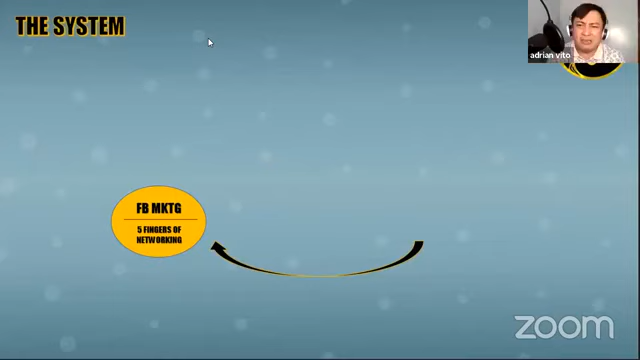 THE SYSTEM
adrian vito
FB MKTG
5 FINGERS OF
NETWORKING
zoom